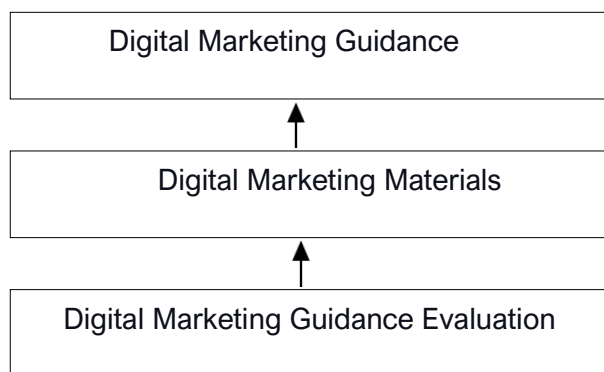 Digital Marketing Guidance
Digital Marketing Materials
Digital Marketing Guidance Evaluation